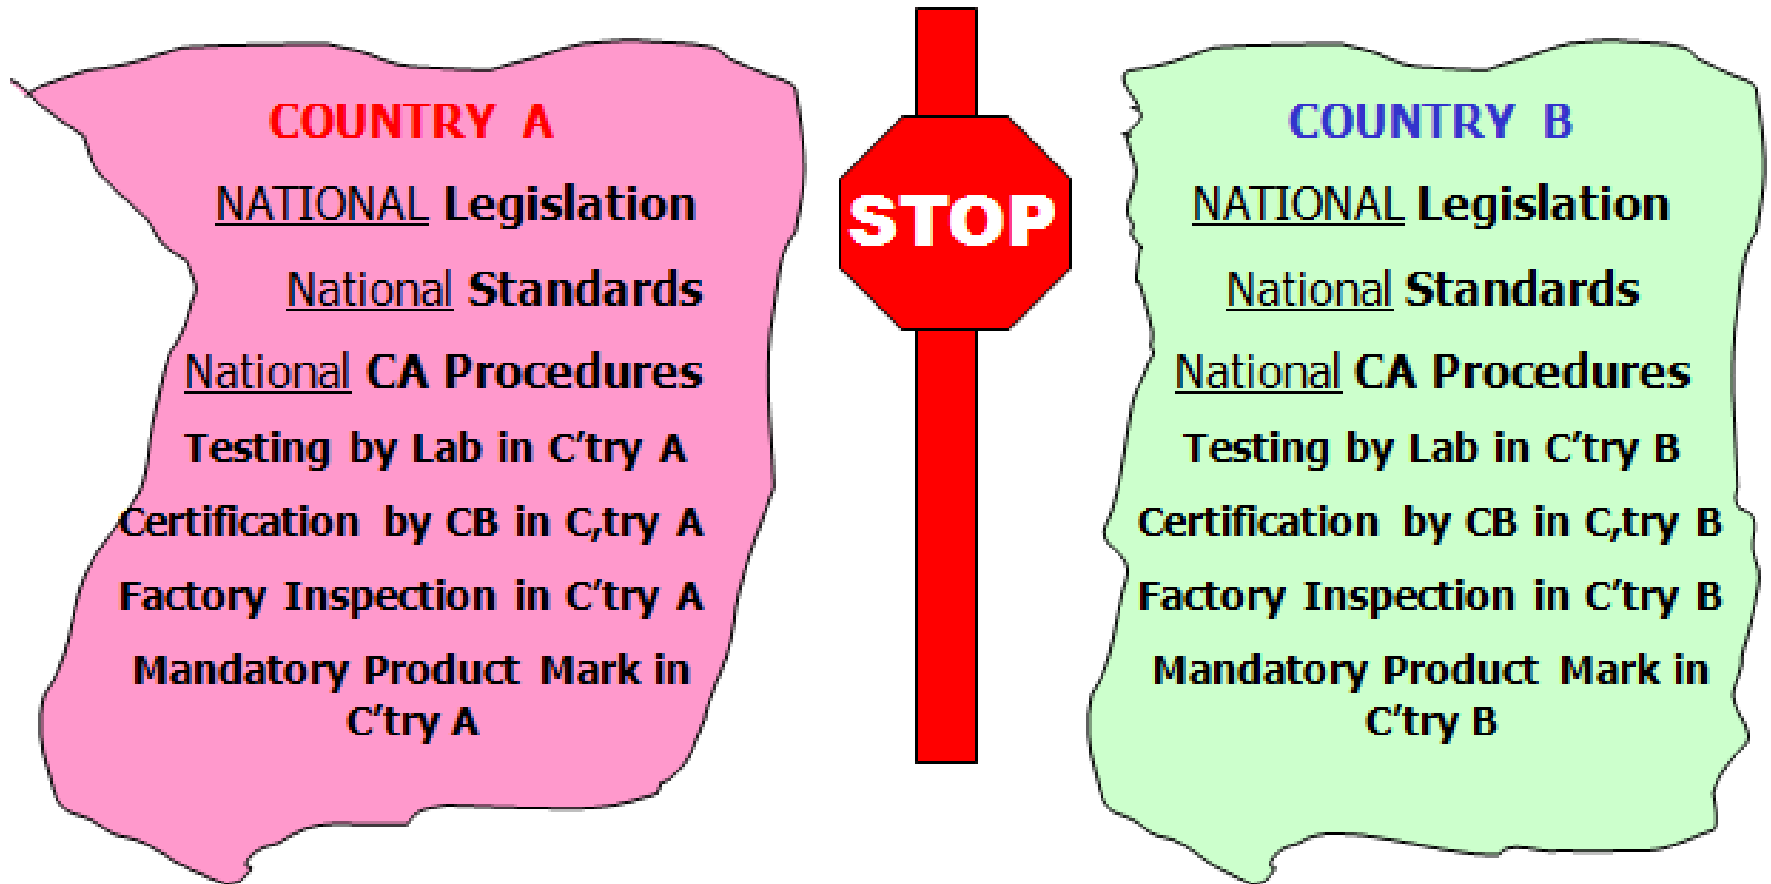 COUNTRY A
NATIONAL Legislation
National Standards
National CA Procedures
Testing by Lab in C'try A
Certification by CB in C,try A
Factory Inspection in C'try A
Mandatory Product Mark in
C'try A
STOP
COUNTRY B
NATIONAL Legislation
National Standards
National CA Procedures
Testing by Lab in C'try B
Certification by CB in C,try B
Factory Inspection in C'try B
Mandatory Product Mark in
C'try B